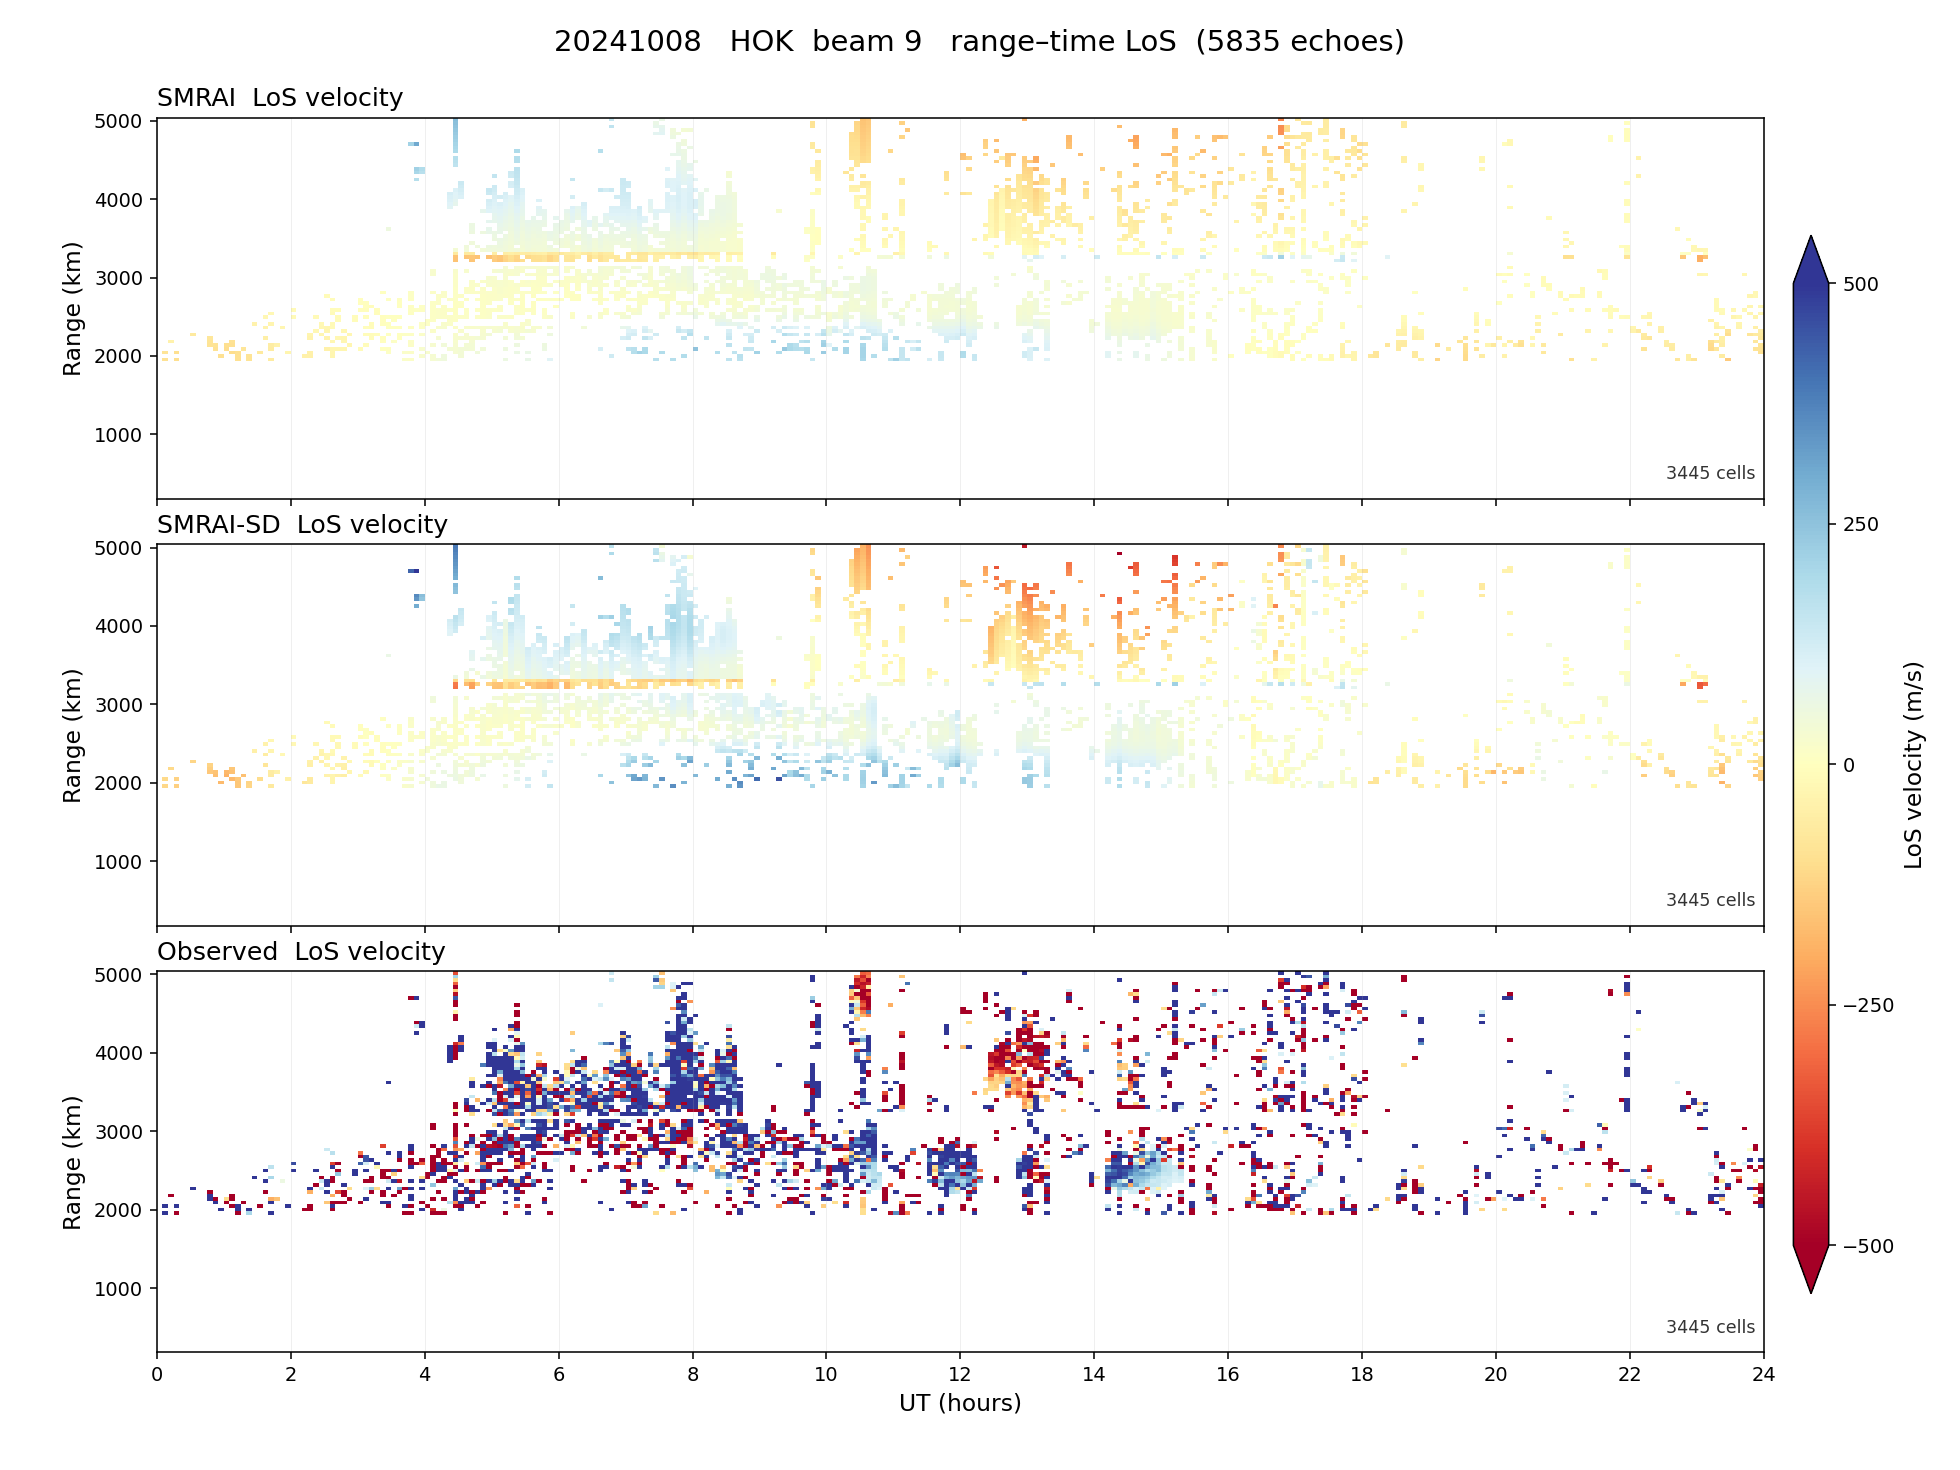 20241008 HOK beam 9 range–time LoS (5835 echoes)
SMRAI LoS velocity
5000
4000
3000
2000
1000
Range (km)
3445 cells
SMRAI-SD LoS velocity
5000
4000
3000
2000
1000
Range (km)
3445 cells
Observed LoS velocity
5000
4000
3000
2000
1000
Range (km)
3445 cells
0 2 4 6 8 10 12 14 16 18 20 22 24
UT (hours)
500
250
0
−250
−500
LoS velocity (m/s)